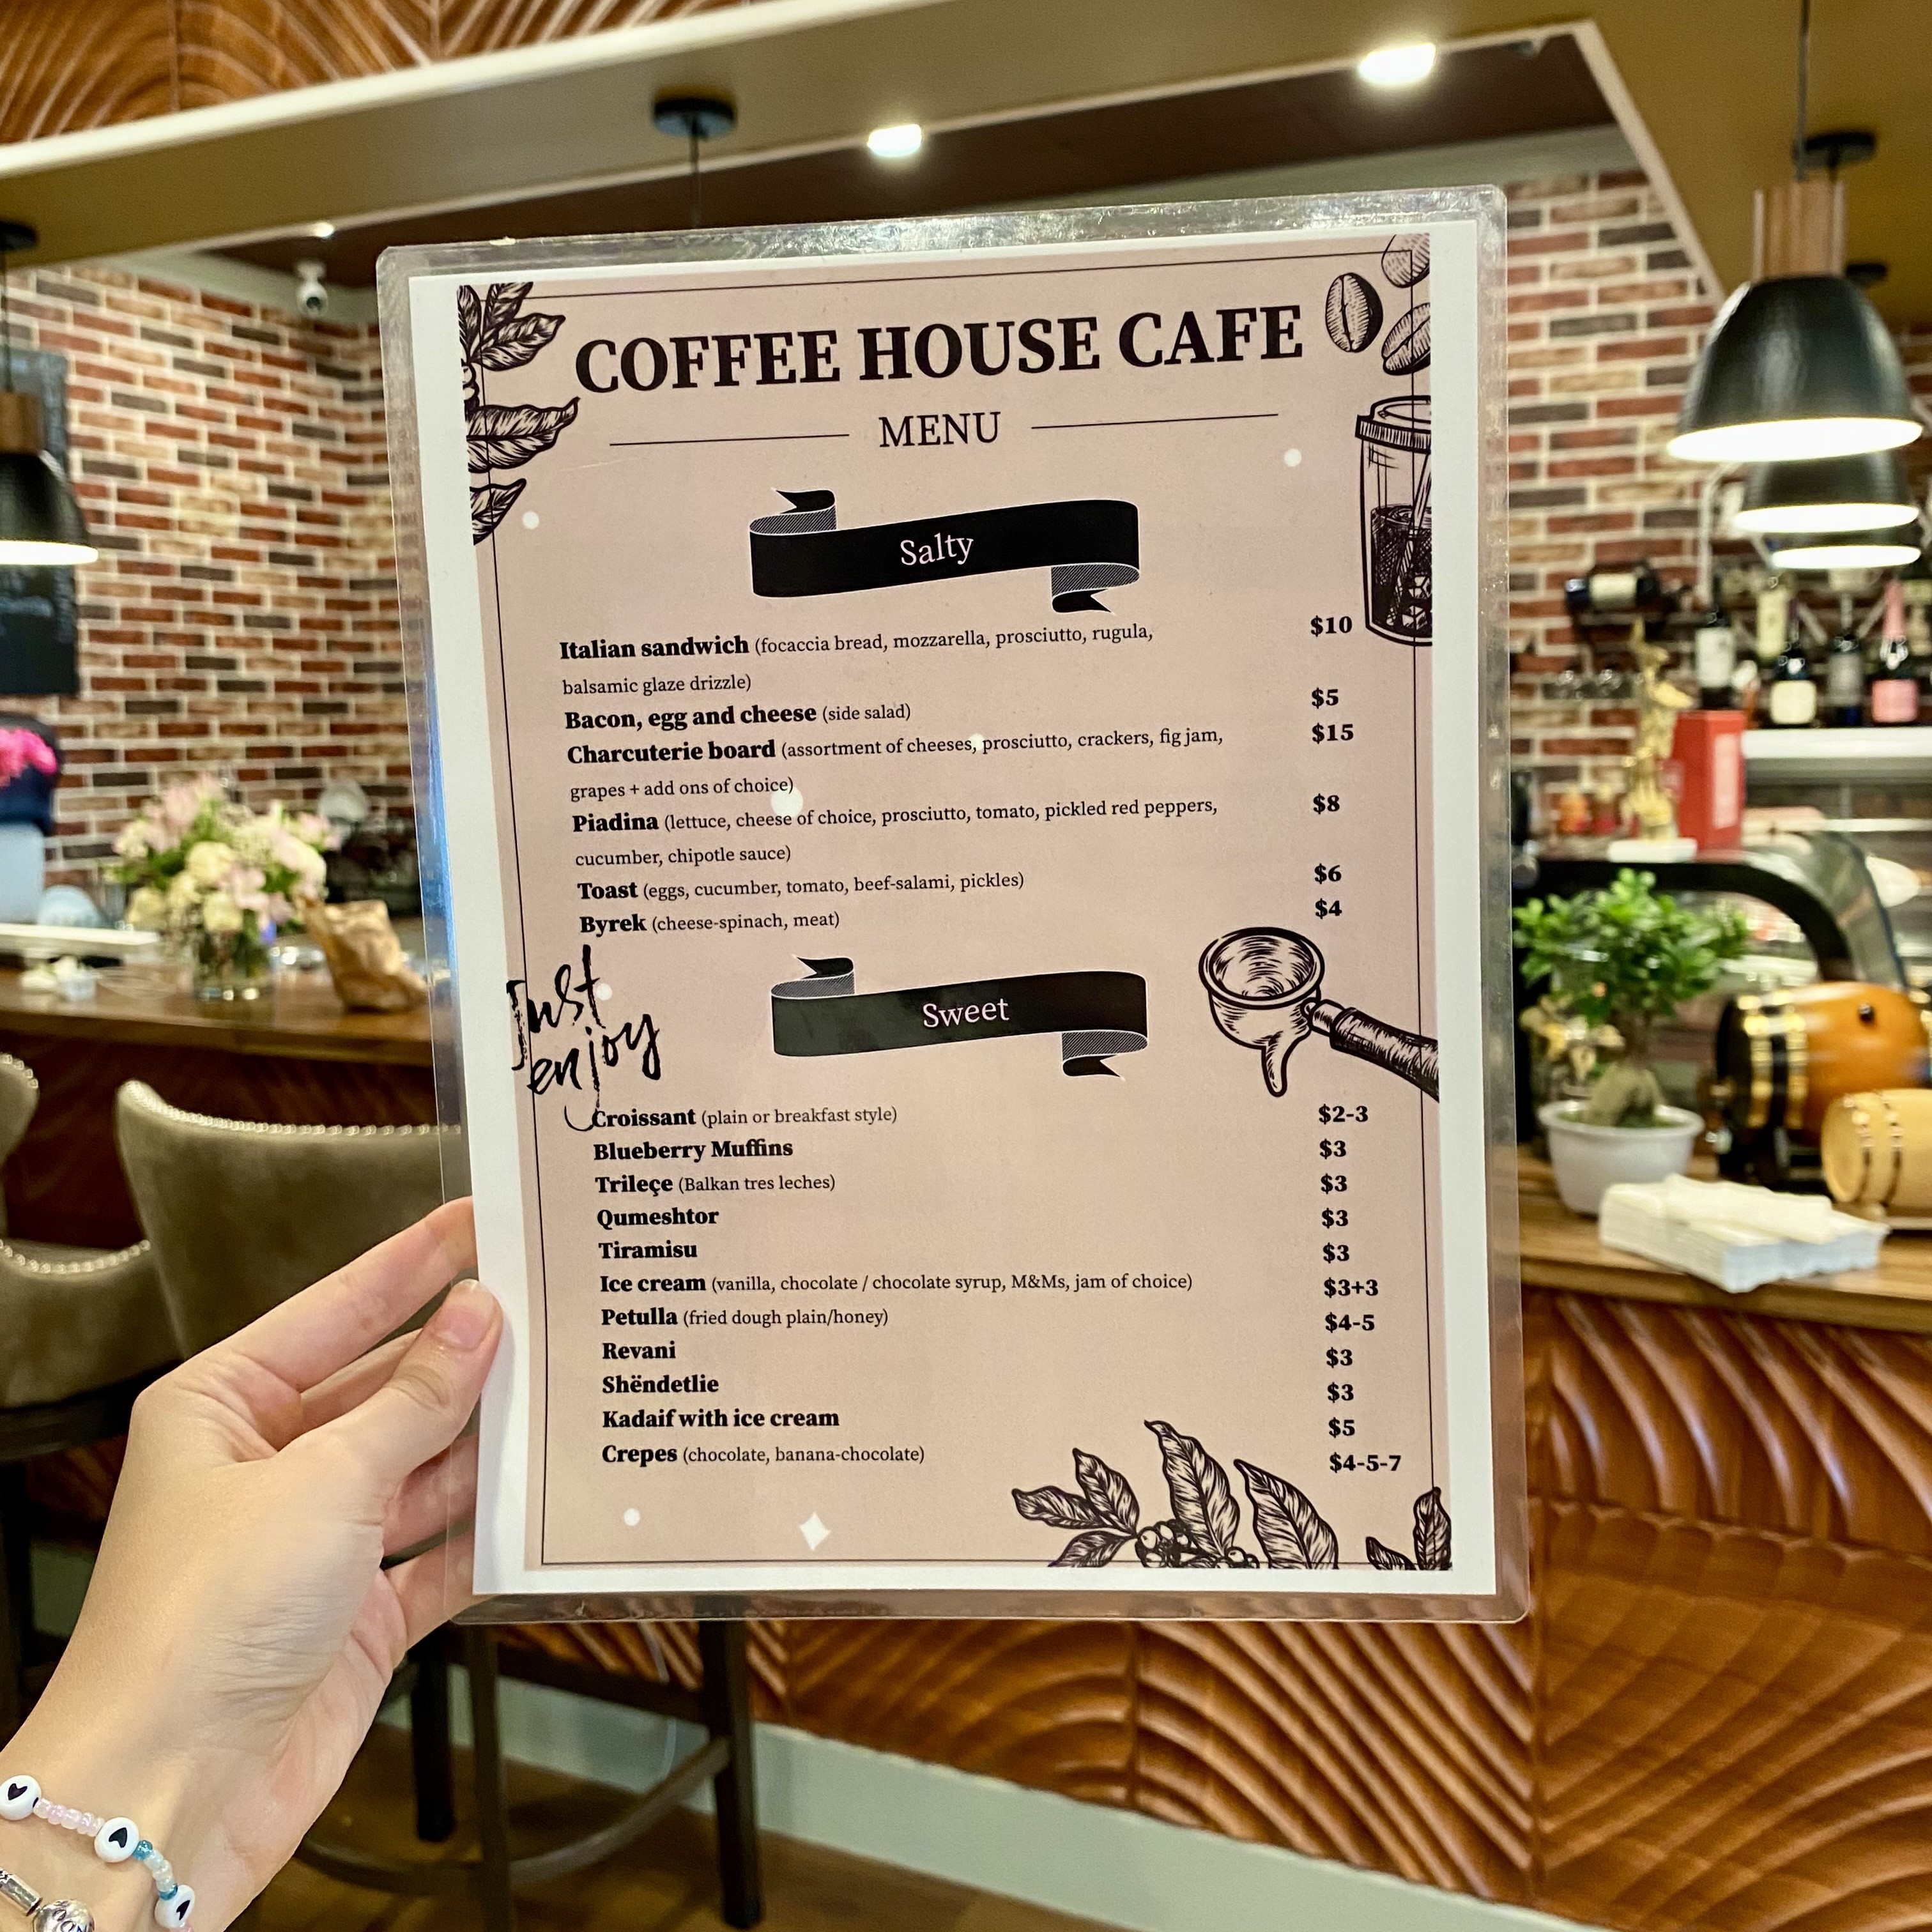 COFFEE HOUSE CAFE
MENU
Salty
Italian sandwich (focaccia bread, mozzarella, prosciutto, rugula, $10
balsamic glaze drizzle)
Bacon, egg and cheese (side salad) $5
Charcuterie board (assortment of cheeses, prosciutto, crackers, fig jam, $15
grapes + add ons of choice)
Piadina (lettuce, cheese of choice, prosciutto, tomato, pickled red peppers, $8
cucumber, chipotle sauce)
Toast (eggs, cucumber, tomato, beef-salami, pickles) $6
Byrek (cheese-spinach, meat) $4
Just
enjoy
Sweet
Croissant (plain or breakfast style) $2-3
Blueberry Muffins $3
Trileçe (Balkan tres leches) $3
Qumeshtor $3
Tiramisu $3
Ice cream (vanilla, chocolate / chocolate syrup, M&Ms, jam of choice) $3+3
Petulla (fried dough plain/honey) $4-5
Revani $3
Shëndetlie $3
Kadaif with ice cream $5
Crepes (chocolate, banana-chocolate) $4-5-7